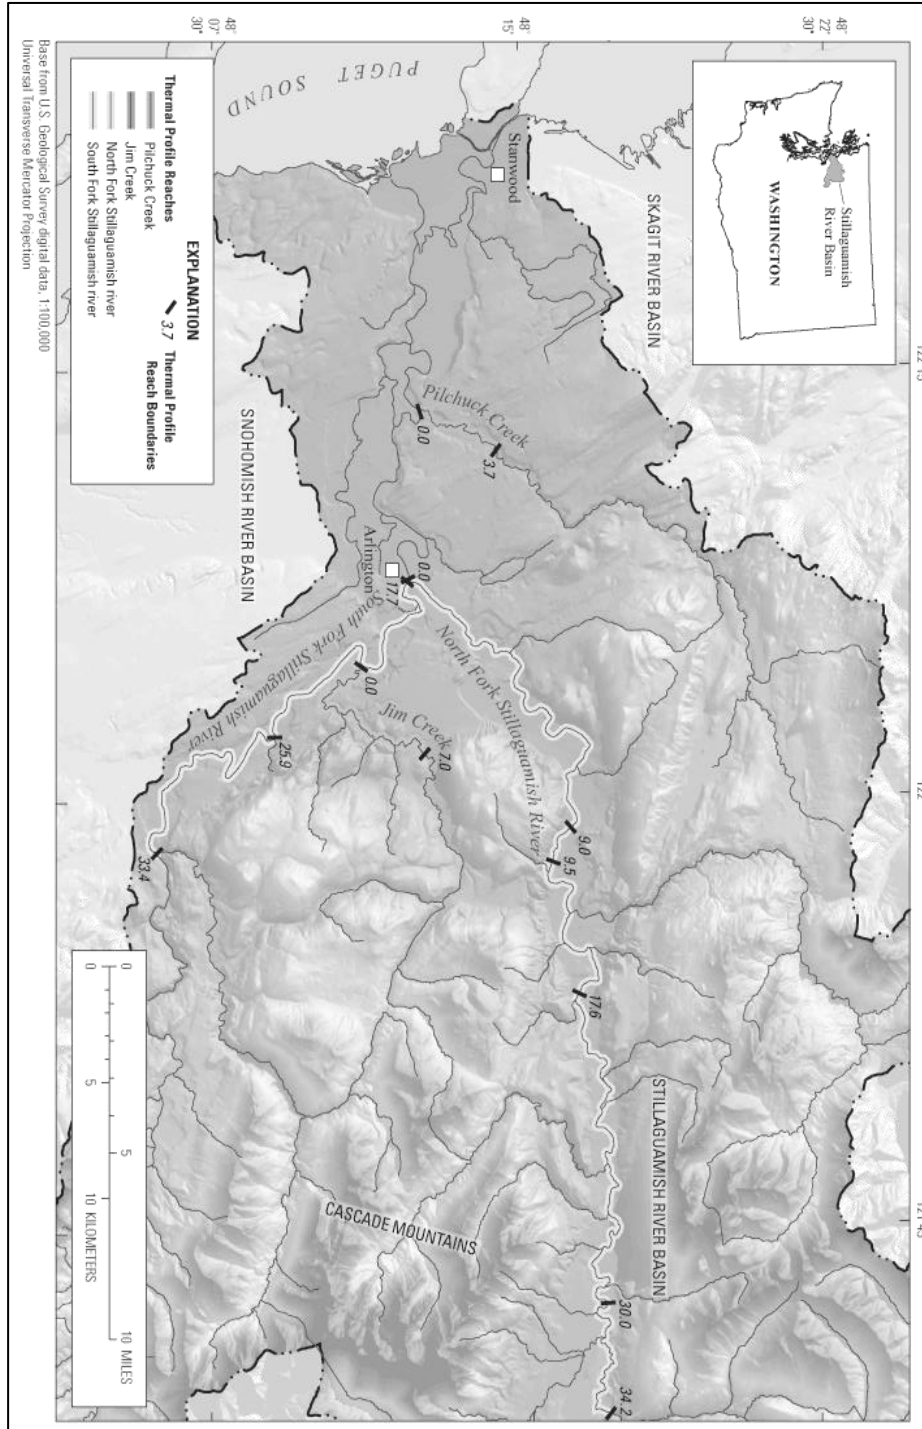 48°
22
30°
48°
15
48°
07
30°
122
WASHINGTON
Stillaguamish
River Basin
SKAGIT RIVER BASIN
STILLAGUAMISH RIVER BASIN
SNOHOMISH RIVER BASIN
CASCADE MOUNTAINS
PUGET SOUND
Stanwood
Pilchuck Creek
0.0
3.7
Arlington
0.0
17.7
North Fork Stillaguamish River
9.0
9.5
17.6
30.0
34.2
South Fork Stillaguamish River
0.0
25.9
33.4
Jim Creek
7.0
EXPLANATION
Thermal Profile Reaches
Pilchuck Creek
Jim Creek
North Fork Stillaguamish river
South Fork Stillaguamish river
3.7 Thermal Profile
Reach Boundaries
0 5 10 MILES
0 5 10 KILOMETERS
Base from U.S. Geological Survey digital data, 1:100,000
Universal Transverse Mercator Projection